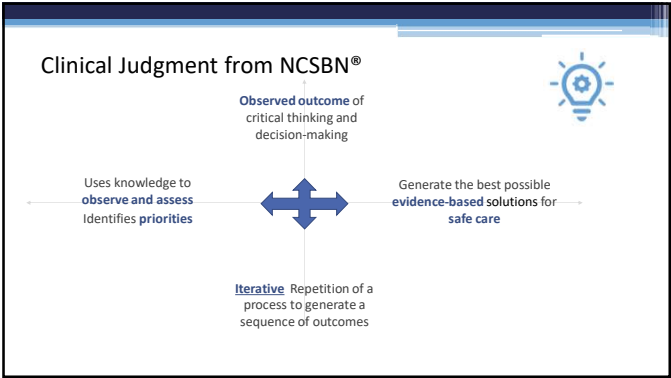 Clinical Judgment from NCSBN®
Observed outcome of
critical thinking and
decision-making
Uses knowledge to
observe and assess
Identifies priorities
Generate the best possible
evidence-based solutions for
safe care
Iterative Repetition of a
process to generate a
sequence of outcomes